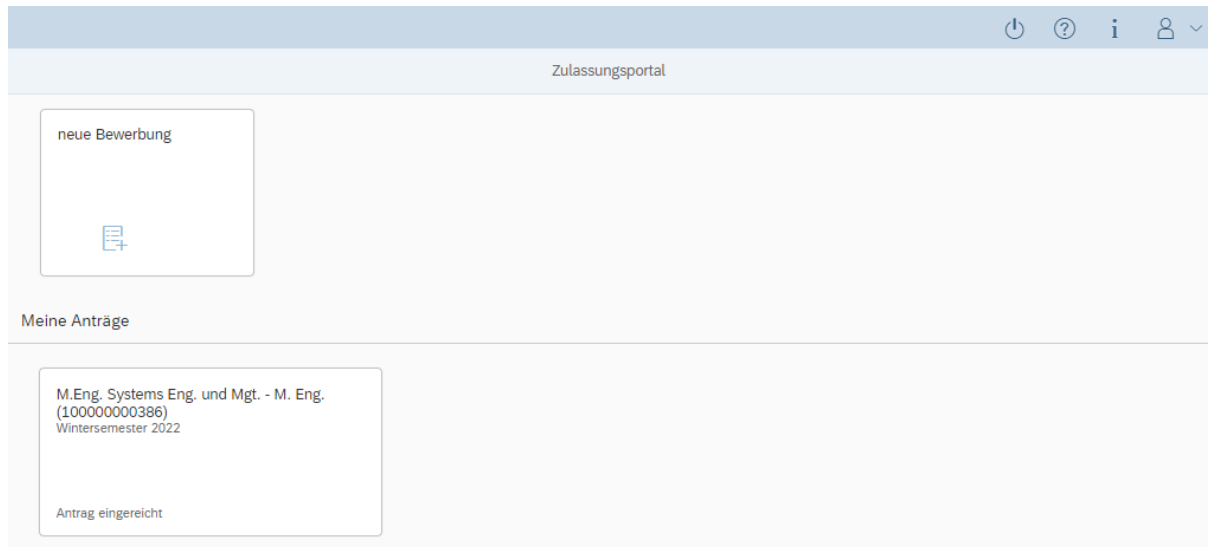 Zulassungsportal
neue Bewerbung
Meine Anträge
M.Eng. Systems Eng. und Mgt. - M. Eng.
(100000000386)
Wintersemester 2022
Antrag eingereicht